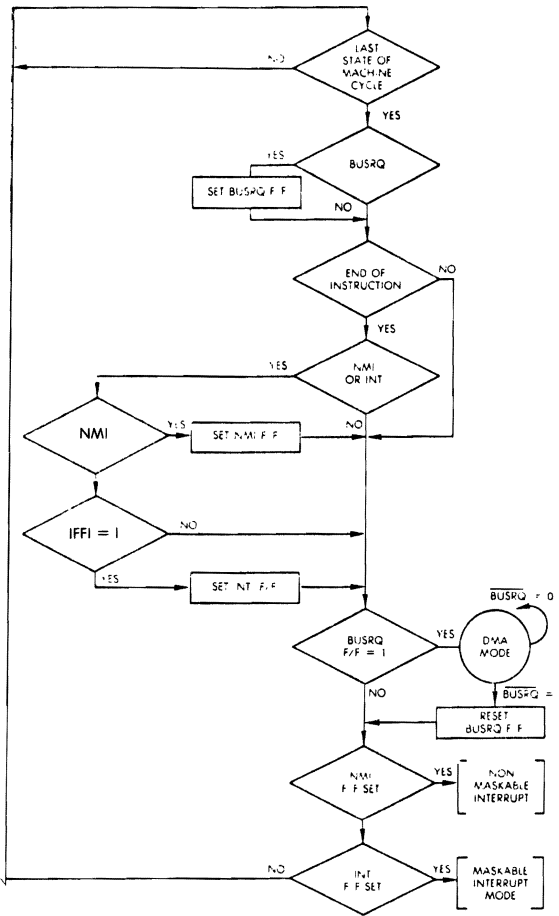 LAST
STATE OF
MACHINE
CYCLE
NO
YES
BUSRQ
YES
SET BUSRQ F F
NO
END OF
INSTRUCTION
NO
YES
NMI
OR INT
YES
NO
NMI
YES
SET NMI F F
IFFI = I
NO
YES
SET INT F/F
BUSRQ
F/F = 1
YES
DMA
MODE
BUSRQ = 0
BUSRQ =
NO
RESET
BUSRQ F F
NMI
F F SET
YES
NON
MASKABLE
INTERRUPT
INT
F F SET
NO
YES
MASKABLE
INTERRUPT
MODE